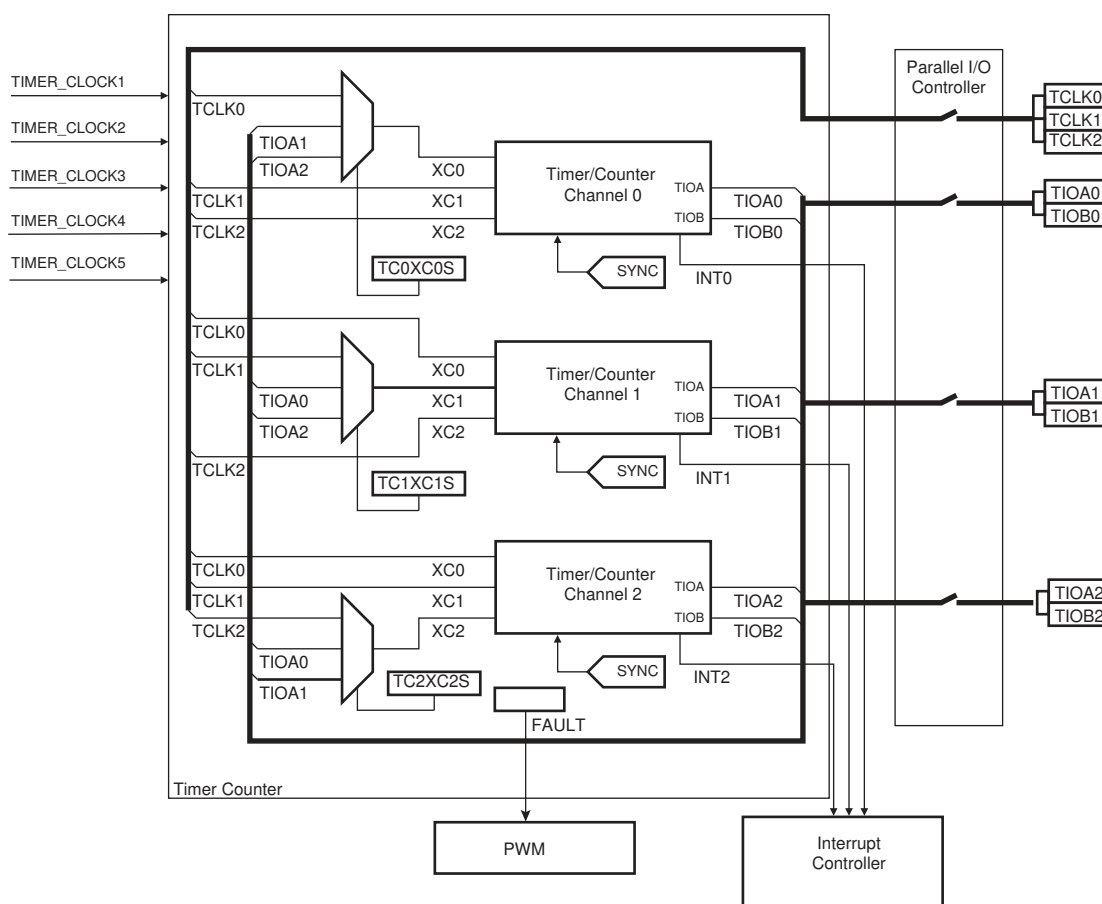 TIMER_CLOCK1
TIMER_CLOCK2
TIMER_CLOCK3
TIMER_CLOCK4
TIMER_CLOCK5
TCLK0
TIOA1
TIOA2
TCLK1
TCLK2
XC0
XC1
XC2
TC0XC0S
Timer/Counter
Channel 0
TIOA
TIOB
TIOA0
TIOB0
SYNC
INT0
TCLK0
TCLK1
TIOA0
TIOA2
TCLK2
XC0
XC1
XC2
TC1XC1S
Timer/Counter
Channel 1
TIOA
TIOB
TIOA1
TIOB1
SYNC
INT1
TCLK0
TCLK1
TCLK2
TIOA0
TIOA1
XC0
XC1
XC2
TC2XC2S
Timer/Counter
Channel 2
TIOA
TIOB
TIOA2
TIOB2
SYNC
INT2
FAULT
Timer Counter
PWM
Interrupt
Controller
Parallel I/O
Controller
TCLK0
TCLK1
TCLK2
TIOA0
TIOB0
TIOA1
TIOB1
TIOA2
TIOB2